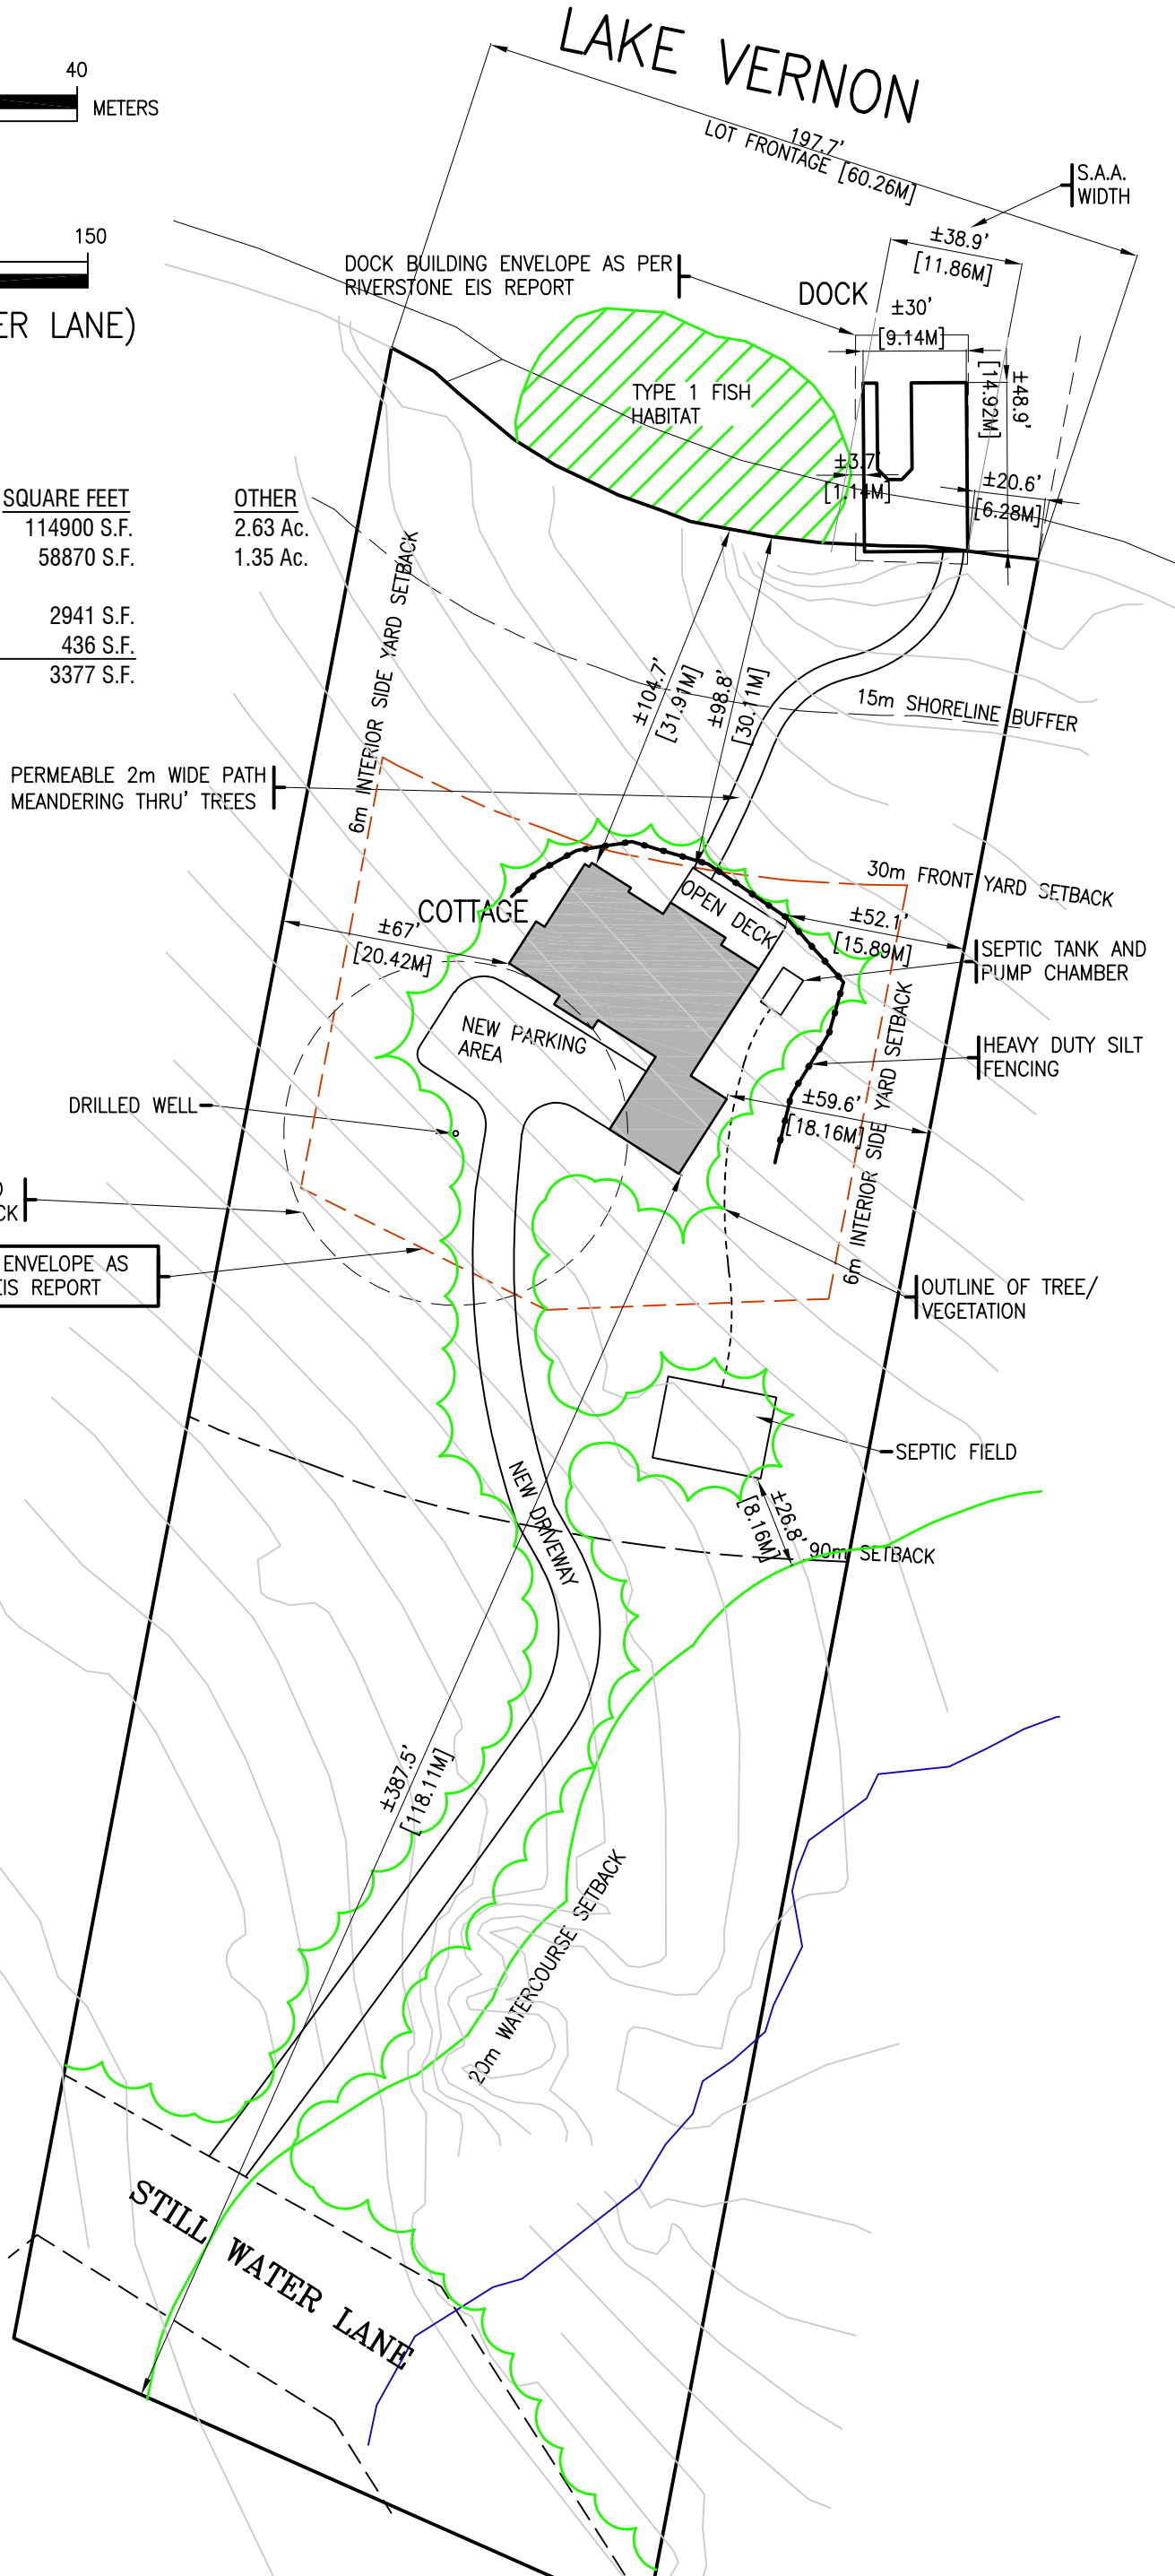 LAKE VERNON
40
METERS
197.7'
LOT FRONTAGE [60.26M]
S.A.A.
WIDTH
150
±38.9'
[11.86M]
DOCK BUILDING ENVELOPE AS PER
RIVERSTONE EIS REPORT
DOCK
±30'
[9.14M]
ER LANE)
±48.9'
[14.92M]
TYPE 1 FISH
HABITAT
±3.7'
[1.14M]
±20.6'
[6.28M]
SQUARE FEET OTHER
114900 S.F. 2.63 Ac.
58870 S.F. 1.35 Ac.
2941 S.F.
436 S.F.
3377 S.F.
6m INTERIOR SIDE YARD SETBACK
±104.7'
[31.91M]
±98.8'
[30.11M]
15m SHORELINE BUFFER
PERMEABLE 2m WIDE PATH
MEANDERING THRU' TREES
30m FRONT YARD SETBACK
OPEN DECK
COTTAGE
±67'
[20.42M]
±52.1'
[15.89M]
SEPTIC TANK AND
PUMP CHAMBER
NEW PARKING
AREA
HEAVY DUTY SILT
FENCING
DRILLED WELL
±59.6'
[18.16M]
6m INTERIOR SIDE YARD SETBACK
CK
ENVELOPE AS
EIS REPORT
OUTLINE OF TREE/
VEGETATION
SEPTIC FIELD
NEW DRIVEWAY
±26.8'
[8.16M]
90m SETBACK
±387.5'
[118.11M]
20m WATERCOURSE SETBACK
STILL WATER LANE